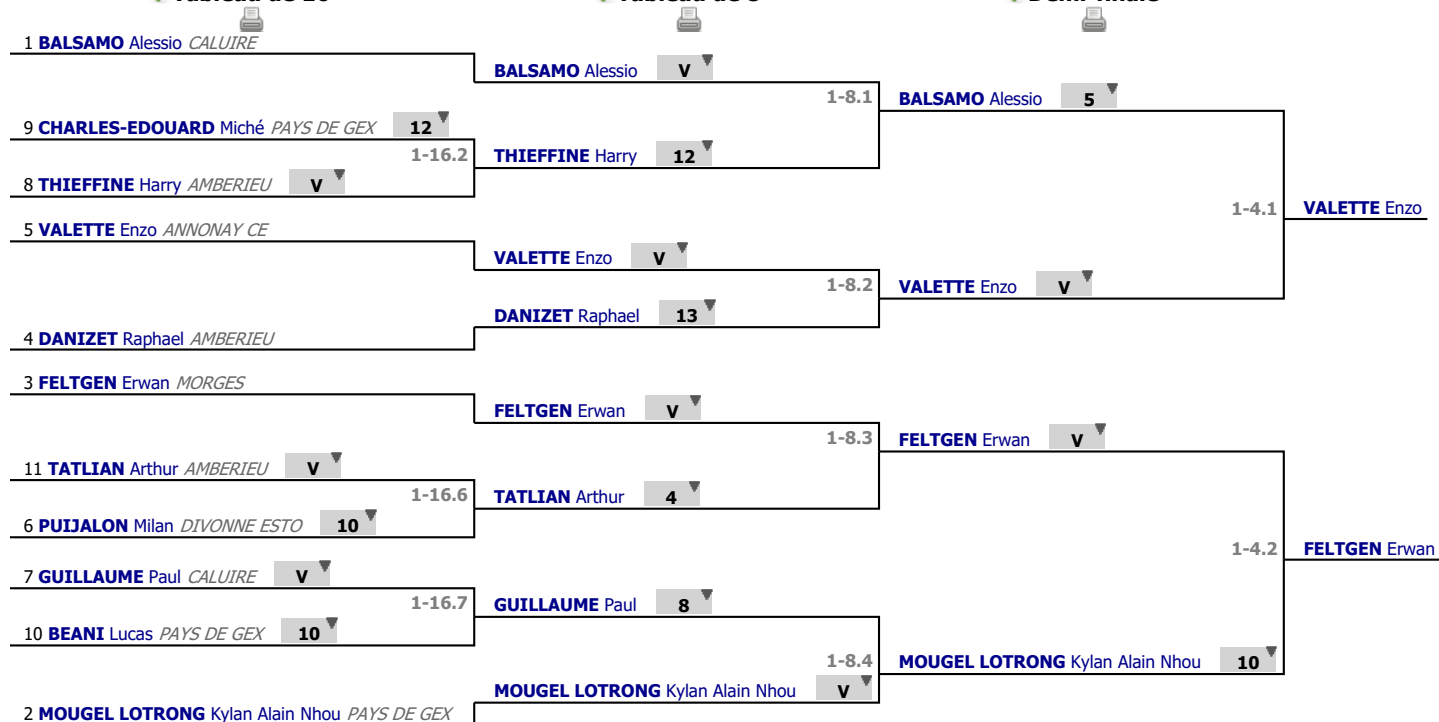 1 BALSAMO Alessio CALUIRE
9 CHARLES-EDOUARD Miché PAYS DE GEX 12
1-16.2
8 THIEFFINE Harry AMBERIEU V
5 VALETTE Enzo ANNONAY CE
4 DANIZET Raphael AMBERIEU
3 FELTGEN Erwan MORGES
11 TATLIAN Arthur AMBERIEU V
1-16.6
6 PUIJALON Milan DIVONNE ESTO 10
7 GUILLAUME Paul CALUIRE V
1-16.7
10 BEANI Lucas PAYS DE GEX 10
2 MOUGEL LOTRONG Kylan Alain Nhou PAYS DE GEX
BALSAMO Alessio V
1-8.1
THIEFFINE Harry 12
VALETTE Enzo V
1-8.2
DANIZET Raphael 13
FELTGEN Erwan V
1-8.3
TATLIAN Arthur 4
GUILLAUME Paul 8
1-8.4
MOUGEL LOTRONG Kylan Alain Nhou V
BALSAMO Alessio 5
1-4.1
VALETTE Enzo V
FELTGEN Erwan V
1-4.2
MOUGEL LOTRONG Kylan Alain Nhou 10
VALETTE Enzo
FELTGEN Erwan